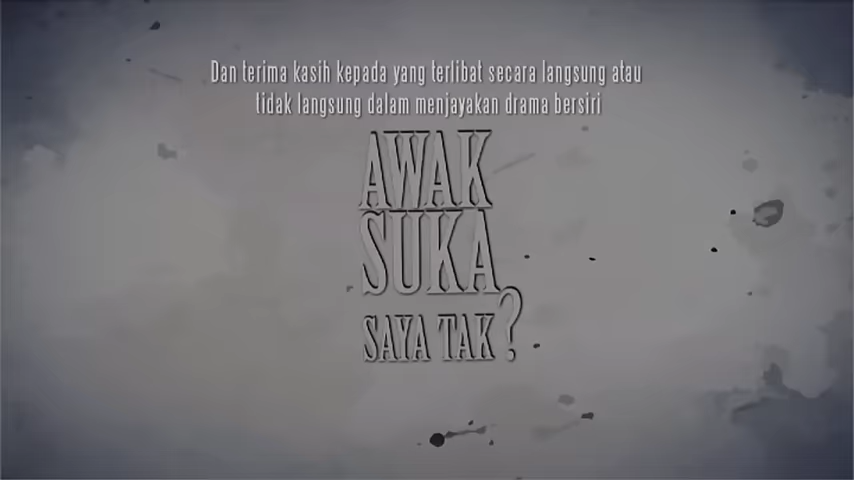 Dan terima kasih kepada yang terlibat secara langsung atau
tidak langsung dalam menjayakan drama bersiri
AWAK
SUKA
SAYA TAK?